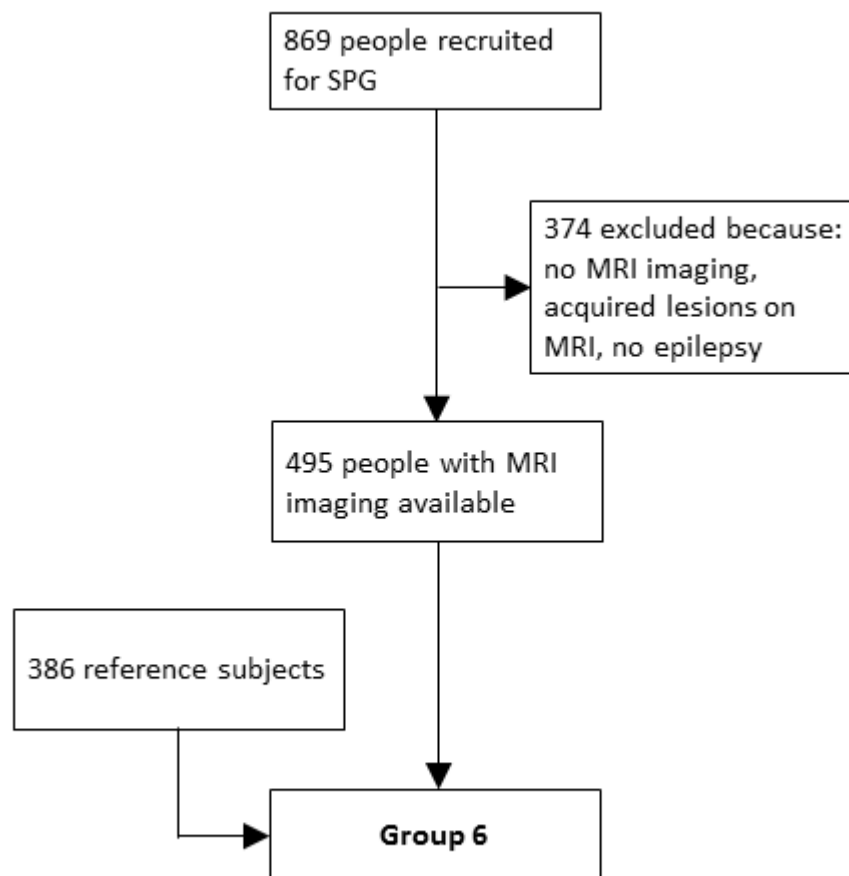 869 people recruited
for SPG
374 excluded because:
no MRI imaging,
acquired lesions on
MRI, no epilepsy
495 people with MRI
imaging available
386 reference subjects
Group 6